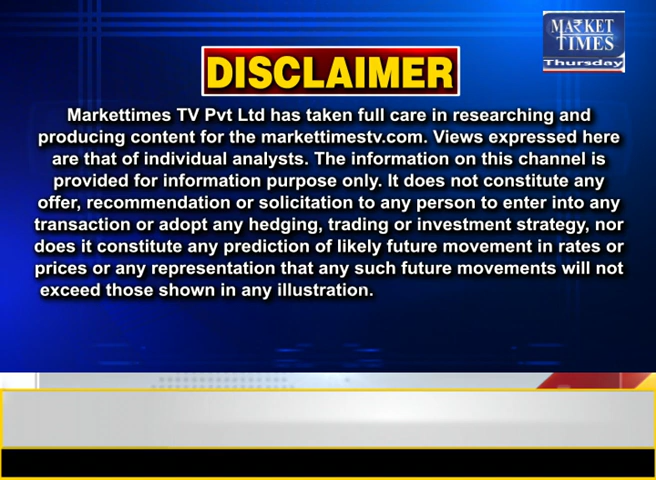 MA₹KET
TIMES
Thursday
DISCLAIMER
Markettimes TV Pvt Ltd has taken full care in researching and
producing content for the markettimestv.com. Views expressed here
are that of individual analysts. The information on this channel is
provided for information purpose only. It does not constitute any
offer, recommendation or solicitation to any person to enter into any
transaction or adopt any hedging, trading or investment strategy, nor
does it constitute any prediction of likely future movement in rates or
prices or any representation that any such future movements will not
exceed those shown in any illustration.